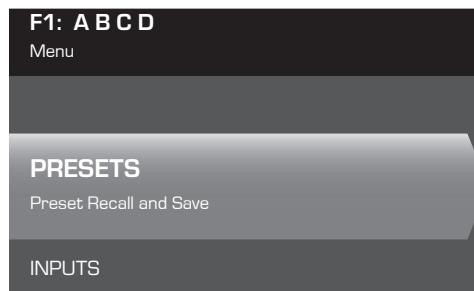 F1: A B C D
Menu
PRESETS
Preset Recall and Save
INPUTS